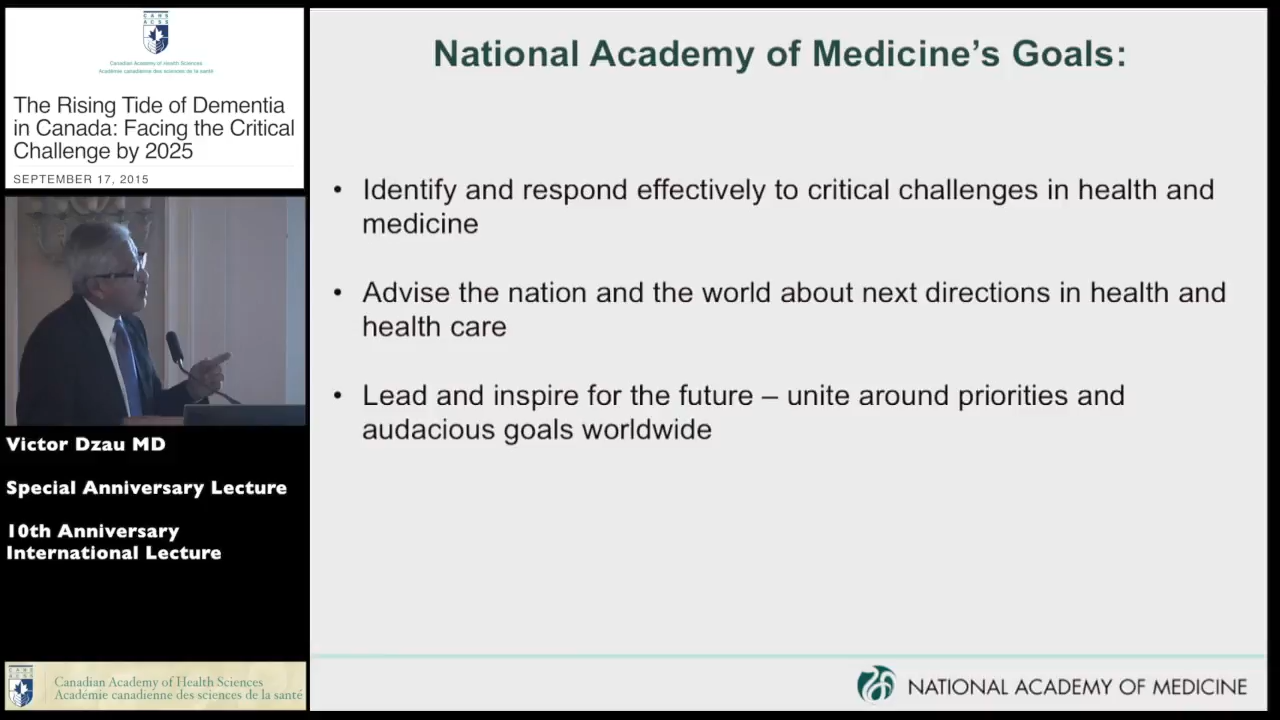 CAHS
ACSS
Canadian Academy of Health Sciences
Académie canadienne des sciences de la santé
The Rising Tide of Dementia
in Canada: Facing the Critical
Challenge by 2025
SEPTEMBER 17, 2015
Victor Dzau MD
Special Anniversary Lecture
10th Anniversary
International Lecture
CAHS
Canadian Academy of Health Sciences
Académie canadienne des sciences de la santé
National Academy of Medicine’s Goals:
• Identify and respond effectively to critical challenges in health and
medicine
• Advise the nation and the world about next directions in health and
health care
• Lead and inspire for the future – unite around priorities and
audacious goals worldwide
NATIONAL ACADEMY OF MEDICINE